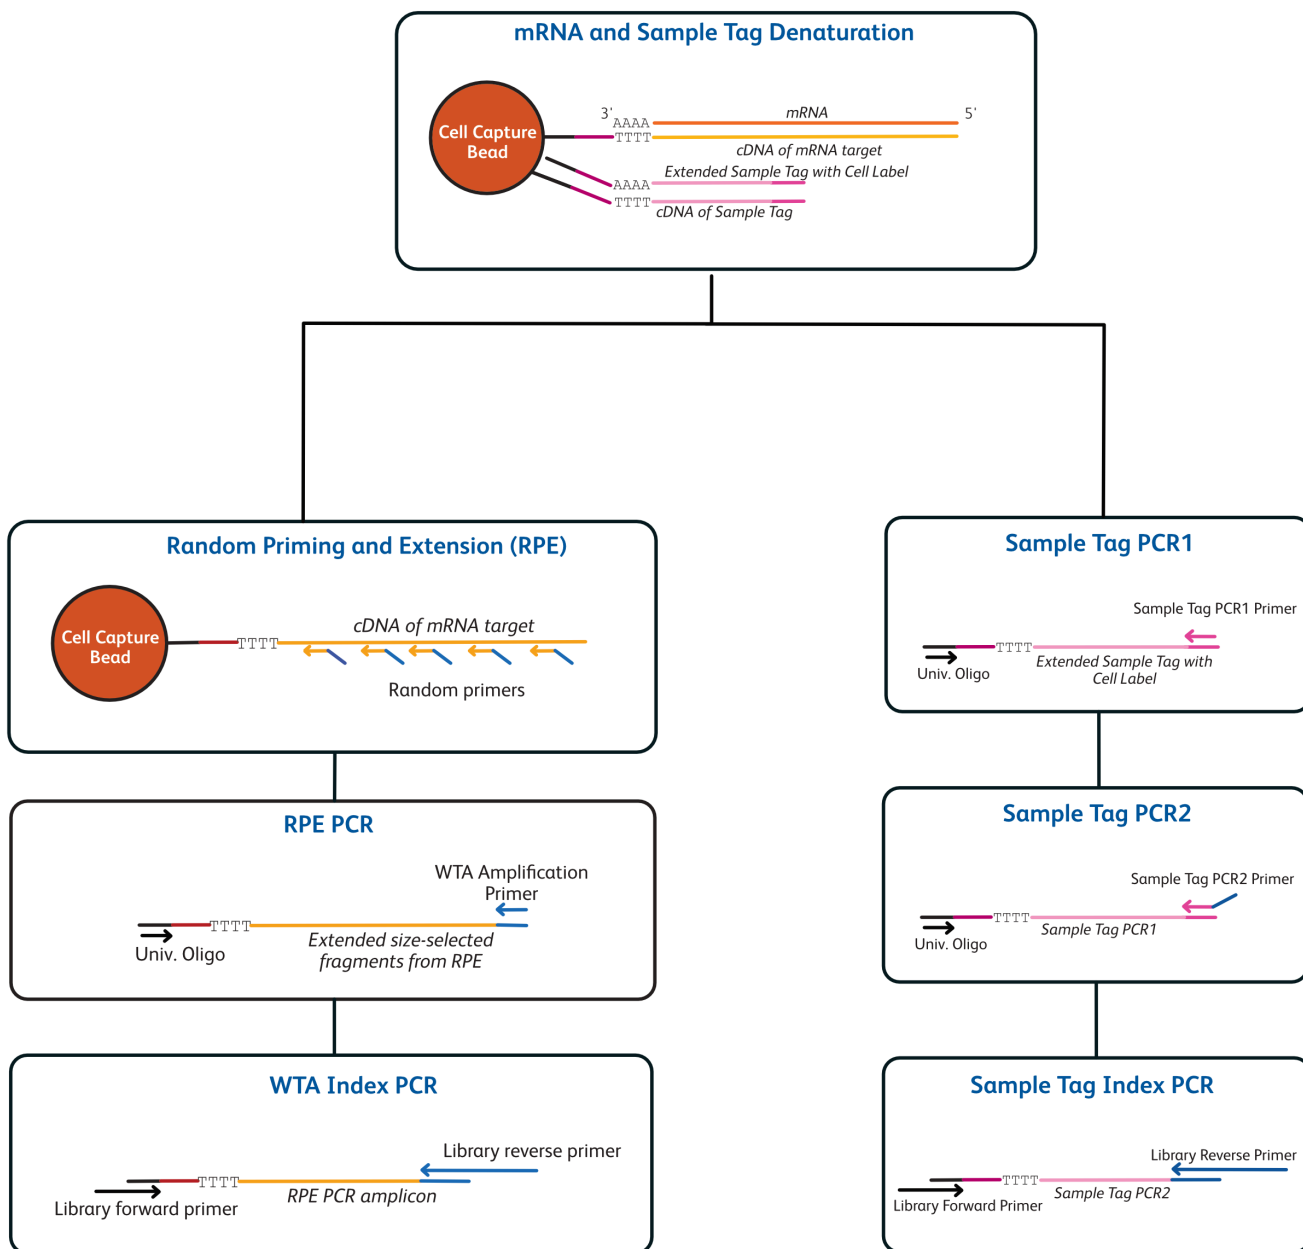 mRNA and Sample Tag Denaturation
3' 
mRNA
5'
AAAA
Cell Capture
Bead
TTTT
cDNA of mRNA target
Extended Sample Tag with Cell Label
AAAA
TTTT
cDNA of Sample Tag
Random Priming and Extension (RPE)
cDNA of mRNA target
Cell Capture
Bead
TTTT
Random primers
RPE PCR
WTA Amplification
Primer
TTTT
Univ. Oligo
Extended size-selected
fragments from RPE
WTA Index PCR
Library reverse primer
TTTT
RPE PCR amplicon
Library forward primer
Sample Tag PCR1
Sample Tag PCR1 Primer
TTTT
Univ. Oligo
Extended Sample Tag with
Cell Label
Sample Tag PCR2
Sample Tag PCR2 Primer
TTTT
Univ. Oligo
Sample Tag PCR1
Sample Tag Index PCR
Library Reverse Primer
TTTT
Sample Tag PCR2
Library Forward Primer